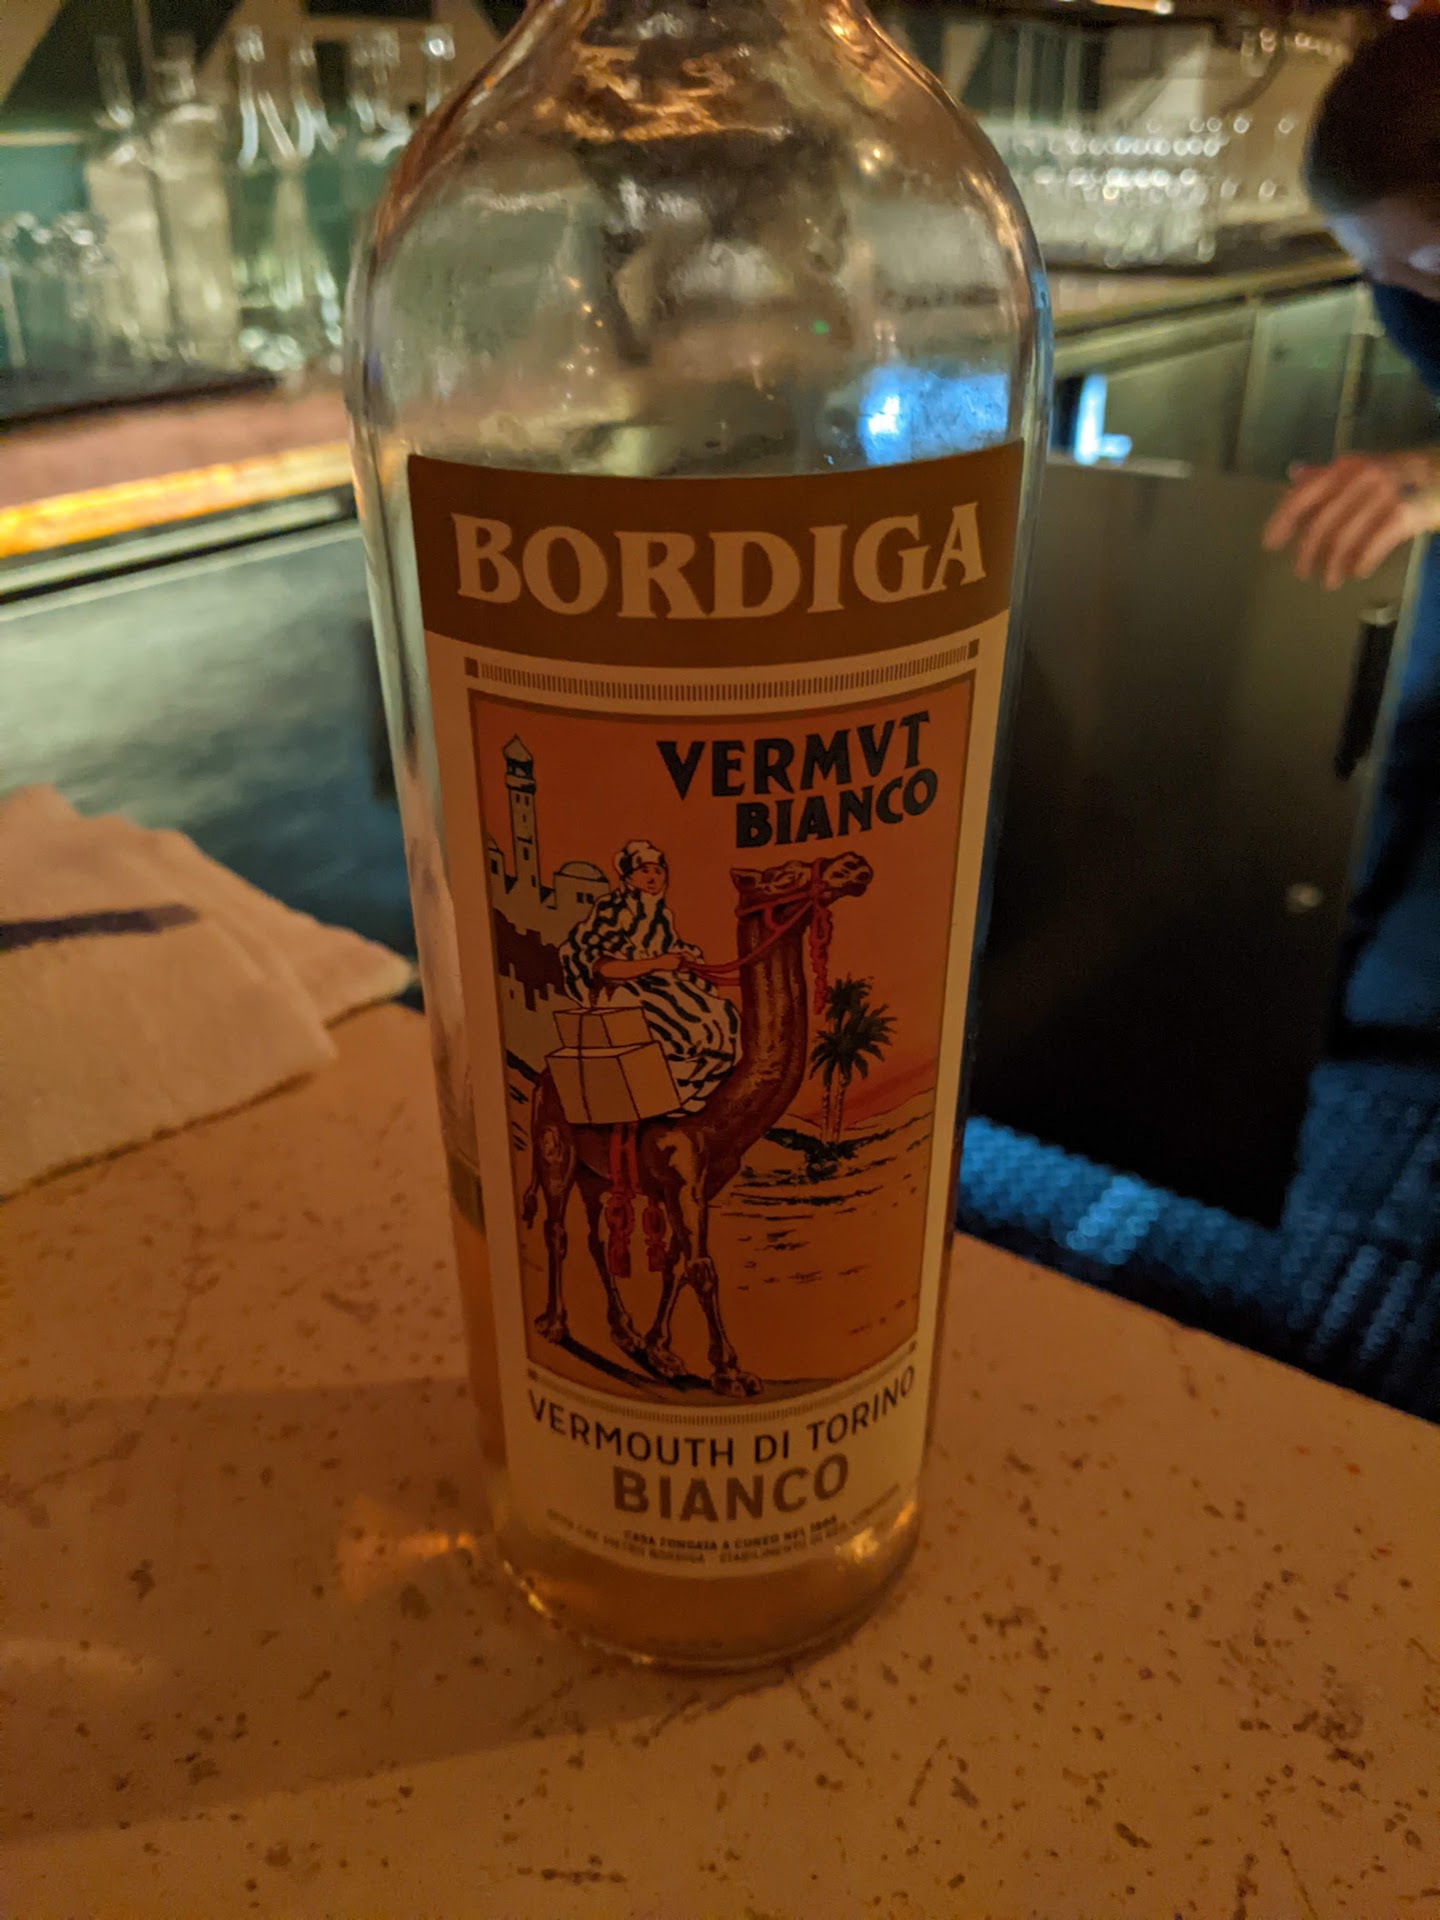 BORDIGA
VERMVT
BIANCO
VERMOUTH DI TORINO
BIANCO
CASA FONDATA A CUNEO NEL 1888